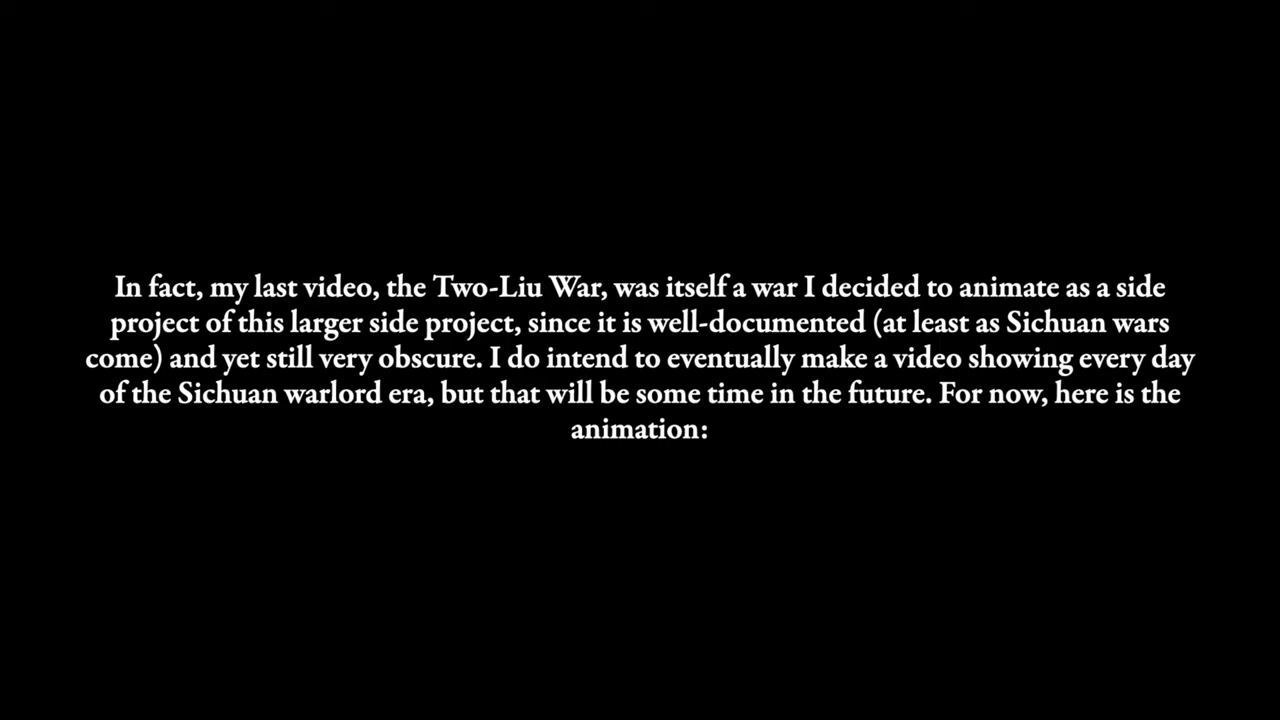 In fact, my last video, the Two-Liu War, was itself a war I decided to animate as a side
project of this larger side project, since it is well-documented (at least as Sichuan wars
come) and yet still very obscure. I do intend to eventually make a video showing every day
of the Sichuan warlord era, but that will be some time in the future. For now, here is the
animation: